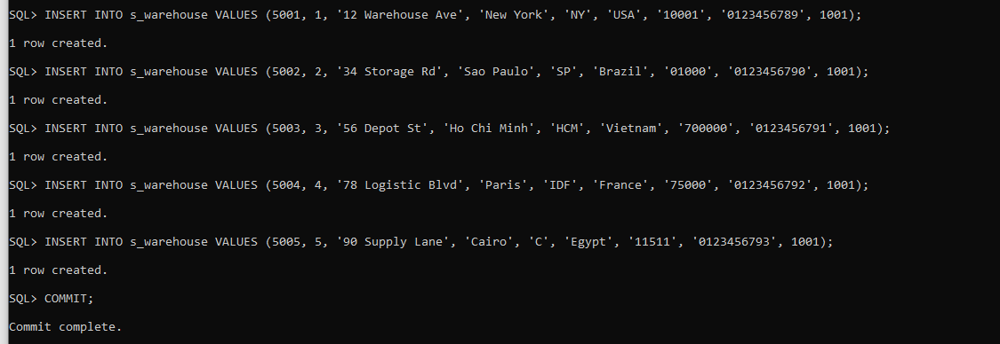 SQL> INSERT INTO s_warehouse VALUES (5001, 1, '12 Warehouse Ave', 'New York', 'NY', 'USA', '10001', '0123456789', 1001);
1 row created.
SQL> INSERT INTO s_warehouse VALUES (5002, 2, '34 Storage Rd', 'Sao Paulo', 'SP', 'Brazil', '01000', '0123456790', 1001);
1 row created.
SQL> INSERT INTO s_warehouse VALUES (5003, 3, '56 Depot St', 'Ho Chi Minh', 'HCM', 'Vietnam', '700000', '0123456791', 1001);
1 row created.
SQL> INSERT INTO s_warehouse VALUES (5004, 4, '78 Logistic Blvd', 'Paris', 'IDF', 'France', '75000', '0123456792', 1001);
1 row created.
SQL> INSERT INTO s_warehouse VALUES (5005, 5, '90 Supply Lane', 'Cairo', 'C', 'Egypt', '11511', '0123456793', 1001);
1 row created.
SQL> COMMIT;
Commit complete.